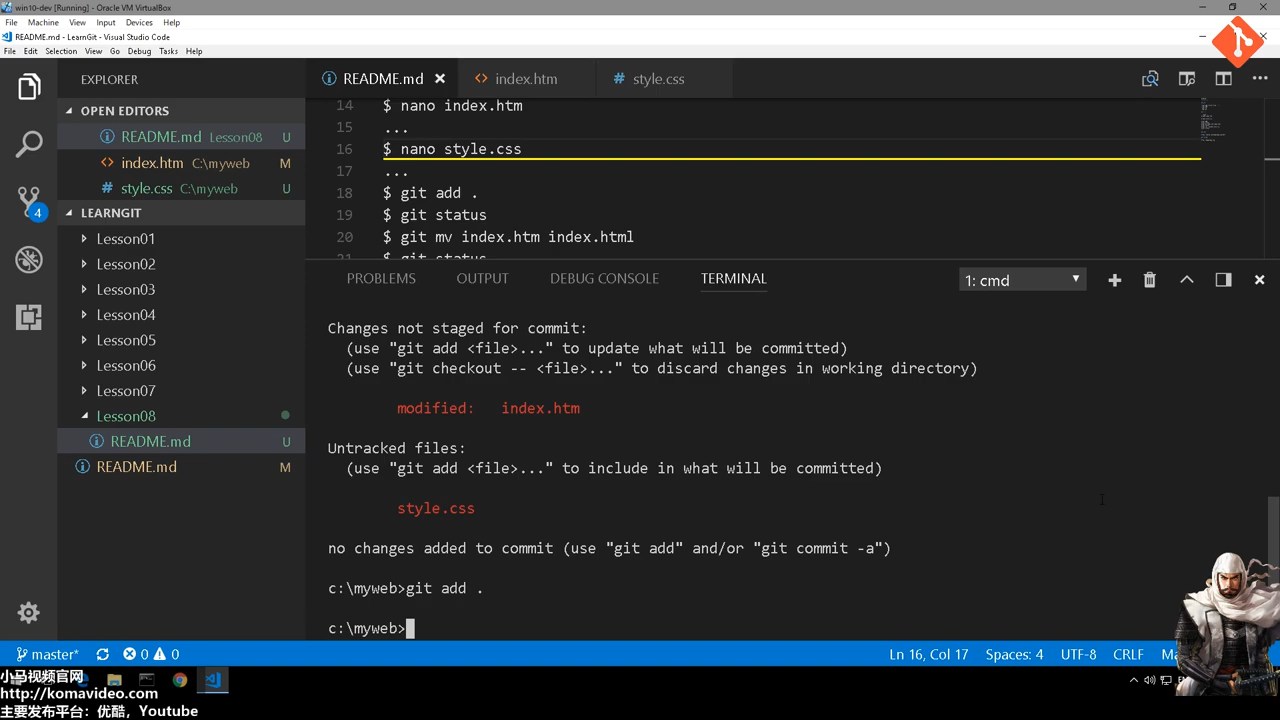 win10-dev [Running] - Oracle VM VirtualBox
File Machine View Input Devices Help
README.md - LearnGit - Visual Studio Code
File Edit Selection View Go Debug Tasks Help
EXPLORER
README.md
index.htm
style.css
OPEN EDITORS
README.md Lesson08 U
index.htm C:\myweb M
style.css C:\myweb U
LEARNGIT
Lesson01
Lesson02
Lesson03
Lesson04
Lesson05
Lesson06
Lesson07
Lesson08
README.md U
README.md M
4
14 $ nano index.htm
15 ...
16 $ nano style.css
17 ...
18 $ git add .
19 $ git status
20 $ git mv index.htm index.html
21 $ git status
PROBLEMS OUTPUT DEBUG CONSOLE TERMINAL
1: cmd
Changes not staged for commit:
(use "git add <file>..." to update what will be committed)
(use "git checkout -- <file>..." to discard changes in working directory)
modified: index.htm
Untracked files:
(use "git add <file>..." to include in what will be committed)
style.css
no changes added to commit (use "git add" and/or "git commit -a")
c:\myweb>git add .
c:\myweb>
master* 0 0
Ln 16, Col 17 Spaces: 4 UTF-8 CRLF
小马视频官网
http://komavideo.com
主要发布平台：优酷，Youtube